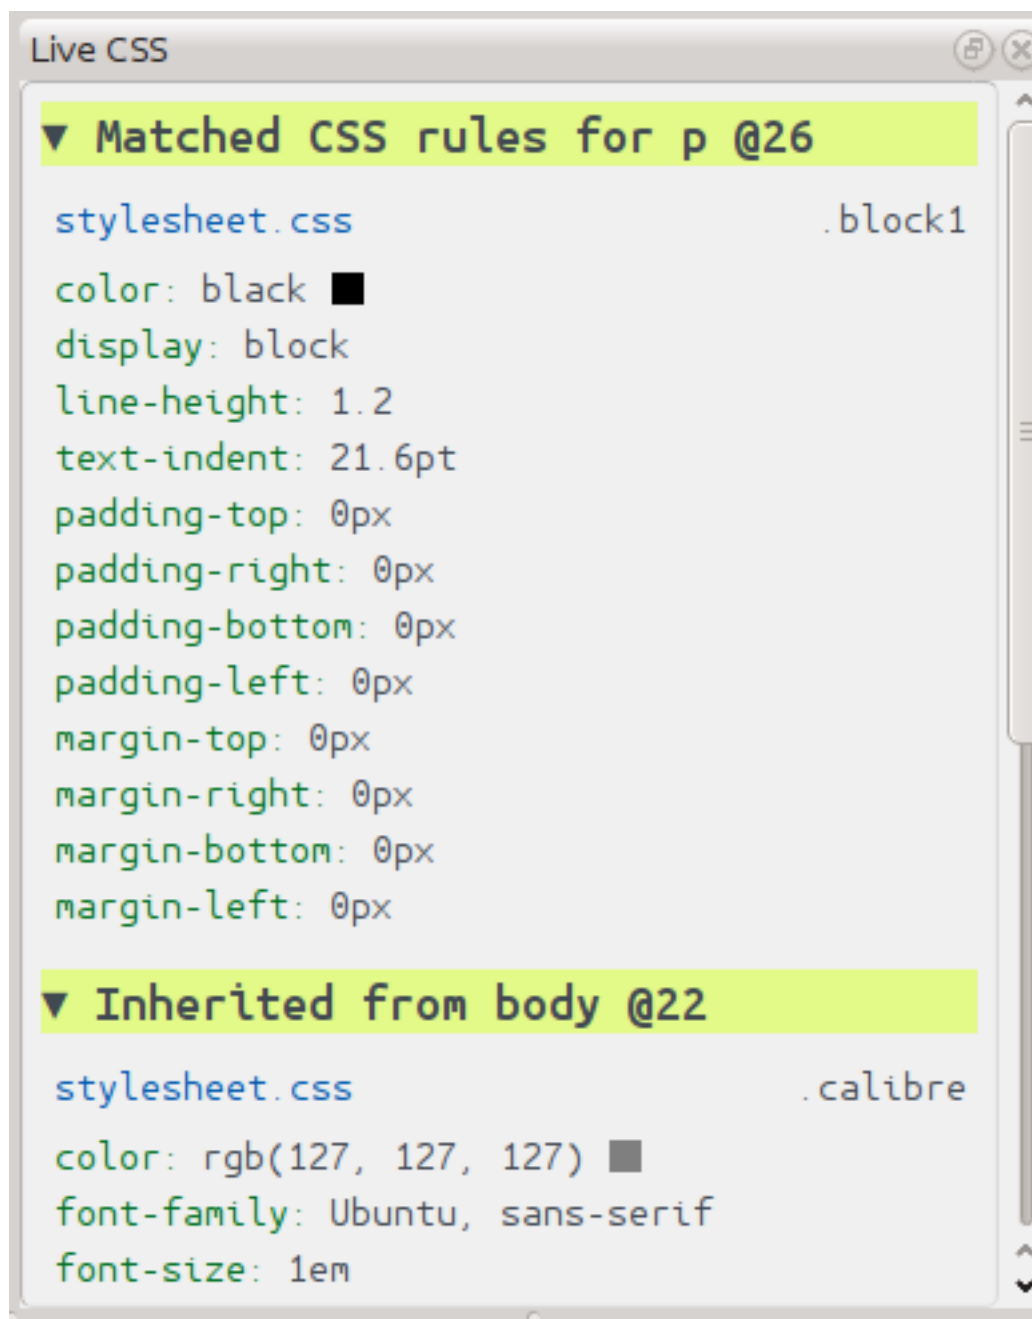 Live CSS
▼ Matched CSS rules for p @26
stylesheet.css .block1
color: black
display: block
line-height: 1.2
text-indent: 21.6pt
padding-top: 0px
padding-right: 0px
padding-bottom: 0px
padding-left: 0px
margin-top: 0px
margin-right: 0px
margin-bottom: 0px
margin-left: 0px
▼ Inherited from body @22
stylesheet.css .calibre
color: rgb(127, 127, 127)
font-family: Ubuntu, sans-serif
font-size: 1em